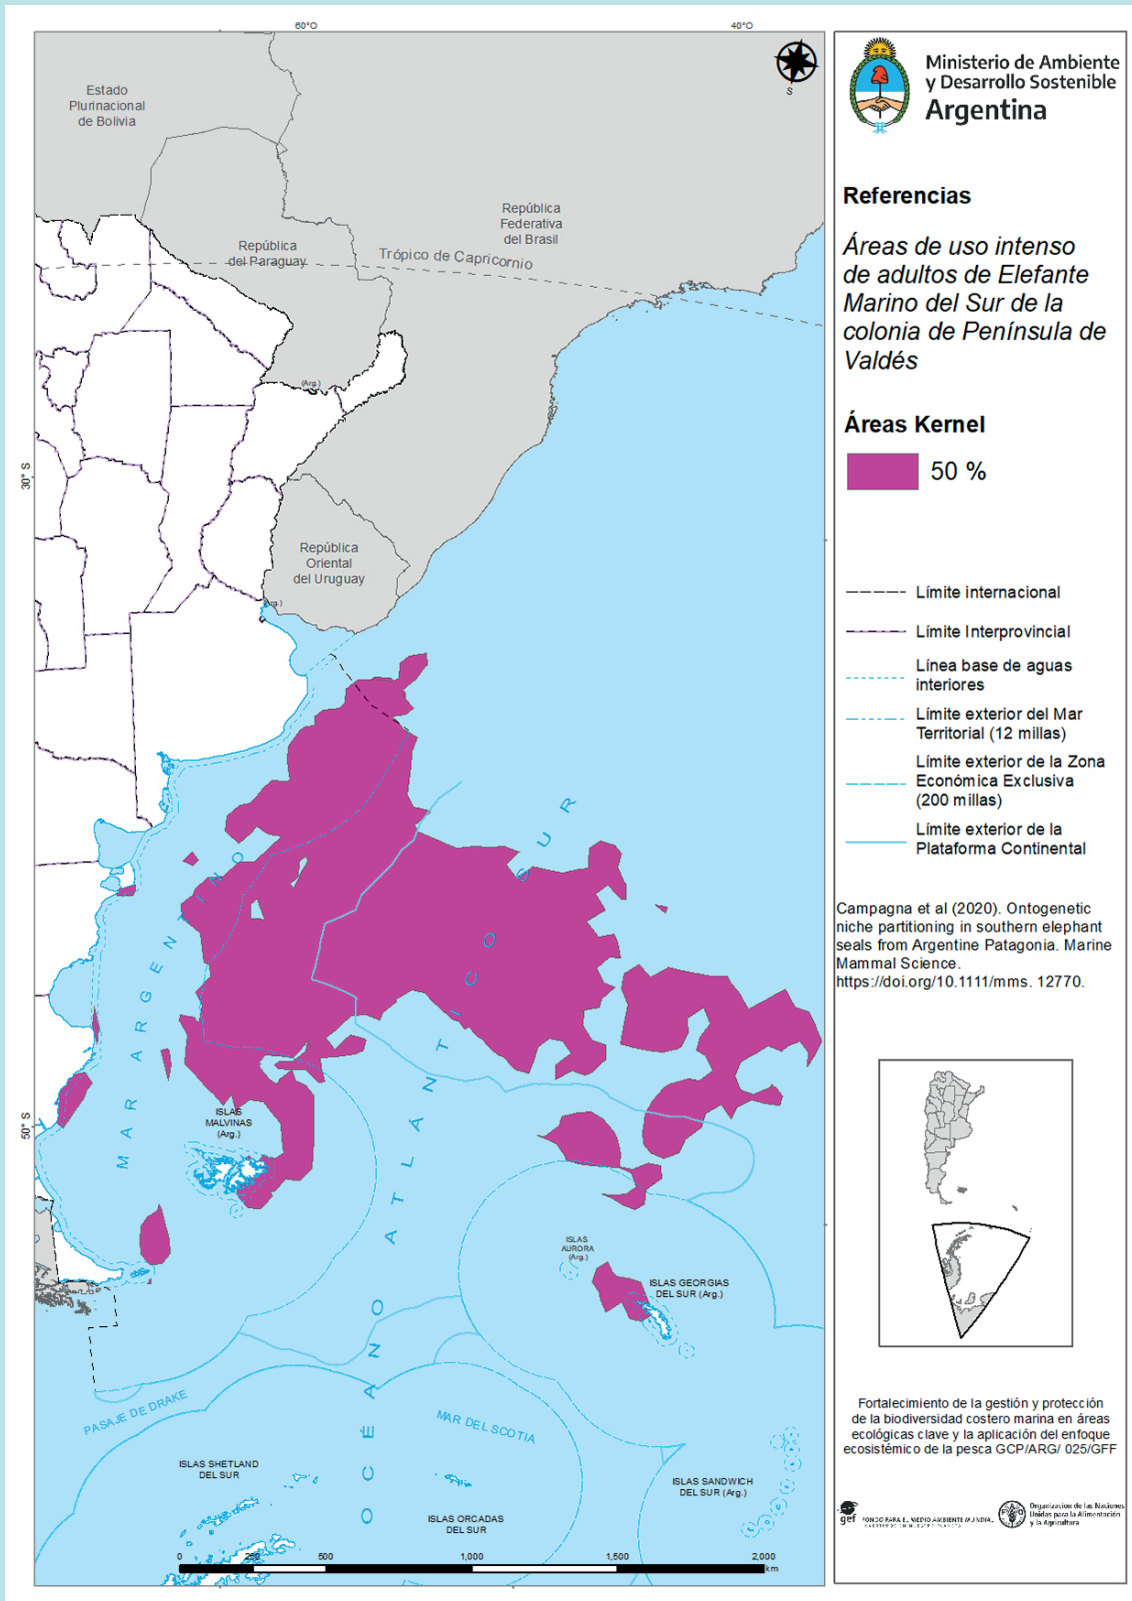 60°O
40°O
30° S
50° S
S
Estado
Plurinacional
de Bolivia
República
del Paraguay
República
Federativa
del Brasil
Trópico de Capricornio
(Arg.)
República
Oriental
del Uruguay
MAR ARGENTINO
OCÉANO ATLÁNTICO SUR
ISLAS
MALVINAS
(Arg.)
ISLAS
AURORA
(Arg.)
ISLAS GEORGIAS
DEL SUR (Arg.)
PASAJE DE DRAKE
MAR DEL SCOTIA
ISLAS SHETLAND
DEL SUR
ISLAS ORCADAS
DEL SUR
ISLAS SANDWICH
DEL SUR (Arg.)
0 250 500 1,000 1,500 2,000
km
Ministerio de Ambiente
y Desarrollo Sostenible
Argentina
Referencias
Áreas de uso intenso
de adultos de Elefante
Marino del Sur de la
colonia de Península de
Valdés
Áreas Kernel
50 %
Límite internacional
Límite Interprovincial
Línea base de aguas
interiores
Límite exterior del Mar
Territorial (12 millas)
Límite exterior de la Zona
Económica Exclusiva
(200 millas)
Límite exterior de la
Plataforma Continental
Campagna et al (2020). Ontogenetic
niche partitioning in southern elephant
seals from Argentine Patagonia. Marine
Mammal Science.
https://doi.org/10.1111/mms. 12770.
Fortalecimiento de la gestión y protección
de la biodiversidad costero marina en áreas
ecológicas clave y la aplicación del enfoque
ecosistémico de la pesca GCP/ARG/ 025/GFF
gef
FONDO PARA EL MEDIO AMBIENTE MUNDIAL
FAO
Organización de las Naciones
Unidas para la Alimentación
y la Agricultura